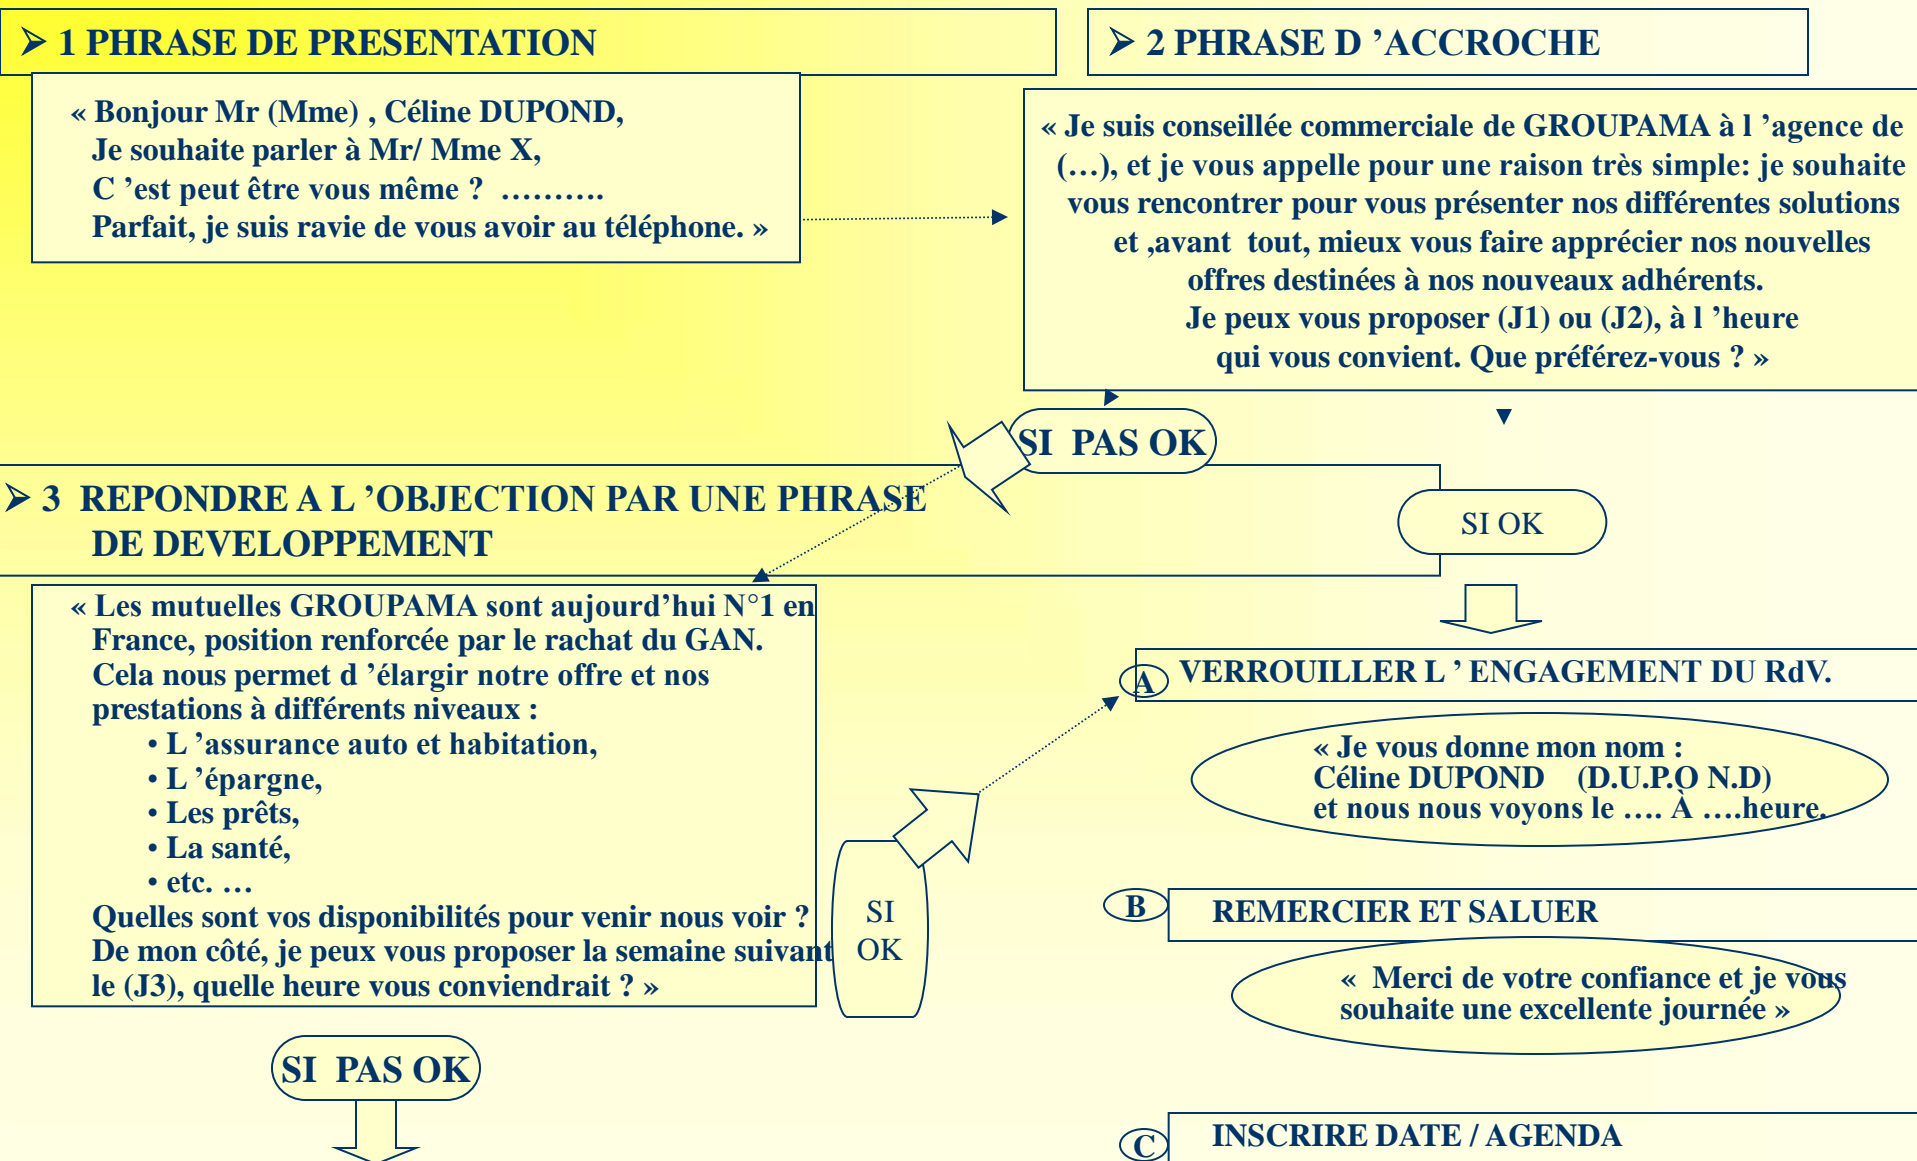 ➢ 1 PHRASE DE PRESENTATION
« Bonjour Mr (Mme) , Céline DUPOND,
Je souhaite parler à Mr/ Mme X,
C ’est peut être vous même ? ……….
Parfait, je suis ravie de vous avoir au téléphone. »
➢ 2 PHRASE D ’ACCROCHE
« Je suis conseillée commerciale de GROUPAMA à l ’agence de
(…), et je vous appelle pour une raison très simple: je souhaite
vous rencontrer pour vous présenter nos différentes solutions
et ,avant tout, mieux vous faire apprécier nos nouvelles
offres destinées à nos nouveaux adhérents.
Je peux vous proposer (J1) ou (J2), à l ’heure
qui vous convient. Que préférez-vous ? »
SI PAS OK
➢ 3 REPONDRE A L ’OBJECTION PAR UNE PHRASE
DE DEVELOPPEMENT
« Les mutuelles GROUPAMA sont aujourd’hui N°1 en
France, position renforcée par le rachat du GAN.
Cela nous permet d ’élargir notre offre et nos
prestations à différents niveaux :
• L ’assurance auto et habitation,
• L ’épargne,
• Les prêts,
• La santé,
• etc. …
Quelles sont vos disponibilités pour venir nous voir ?
De mon côté, je peux vous proposer la semaine suivant
le (J3), quelle heure vous conviendrait ? »
SI
OK
SI PAS OK
SI OK
A VERROUILLER L ’ ENGAGEMENT DU RdV.
« Je vous donne mon nom :
Céline DUPOND (D.U.P.O N.D)
et nous nous voyons le …. À ….heure.
B REMERCIER ET SALUER
« Merci de votre confiance et je vous
souhaite une excellente journée »
C INSCRIRE DATE / AGENDA